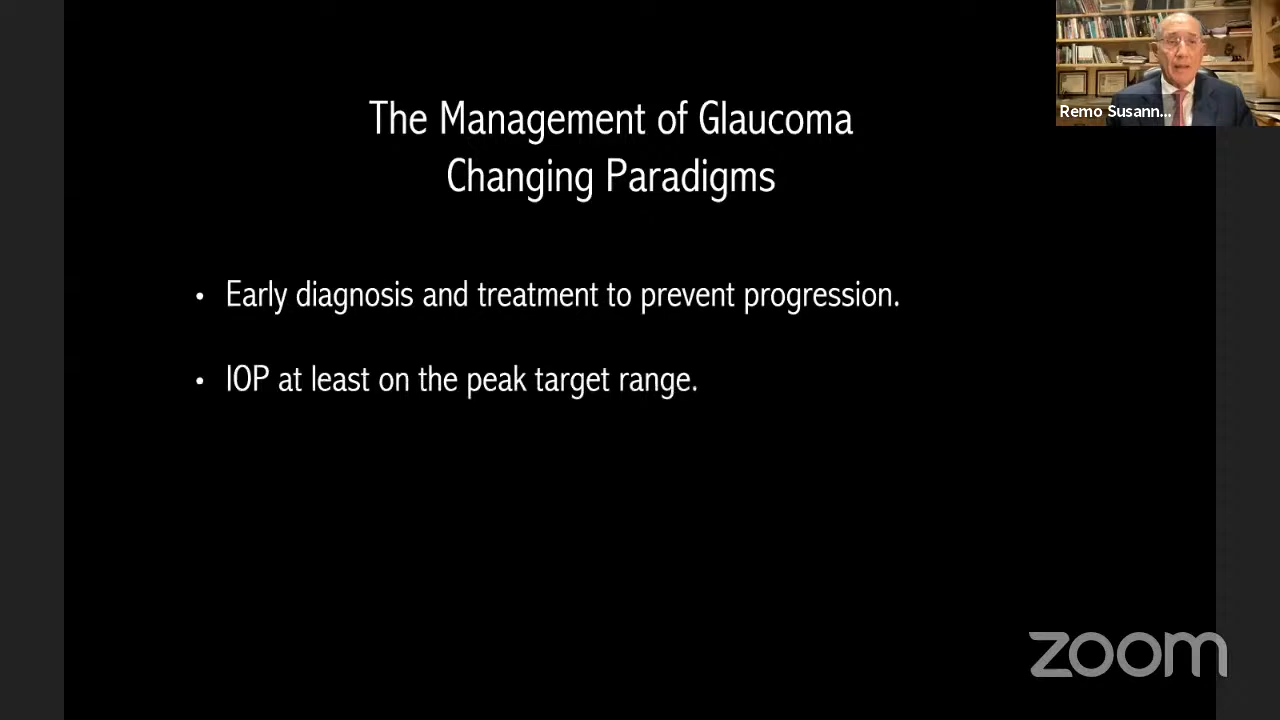 The Management of Glaucoma
Changing Paradigms
• Early diagnosis and treatment to prevent progression.
• IOP at least on the peak target range.
Remo Susann...
zoom